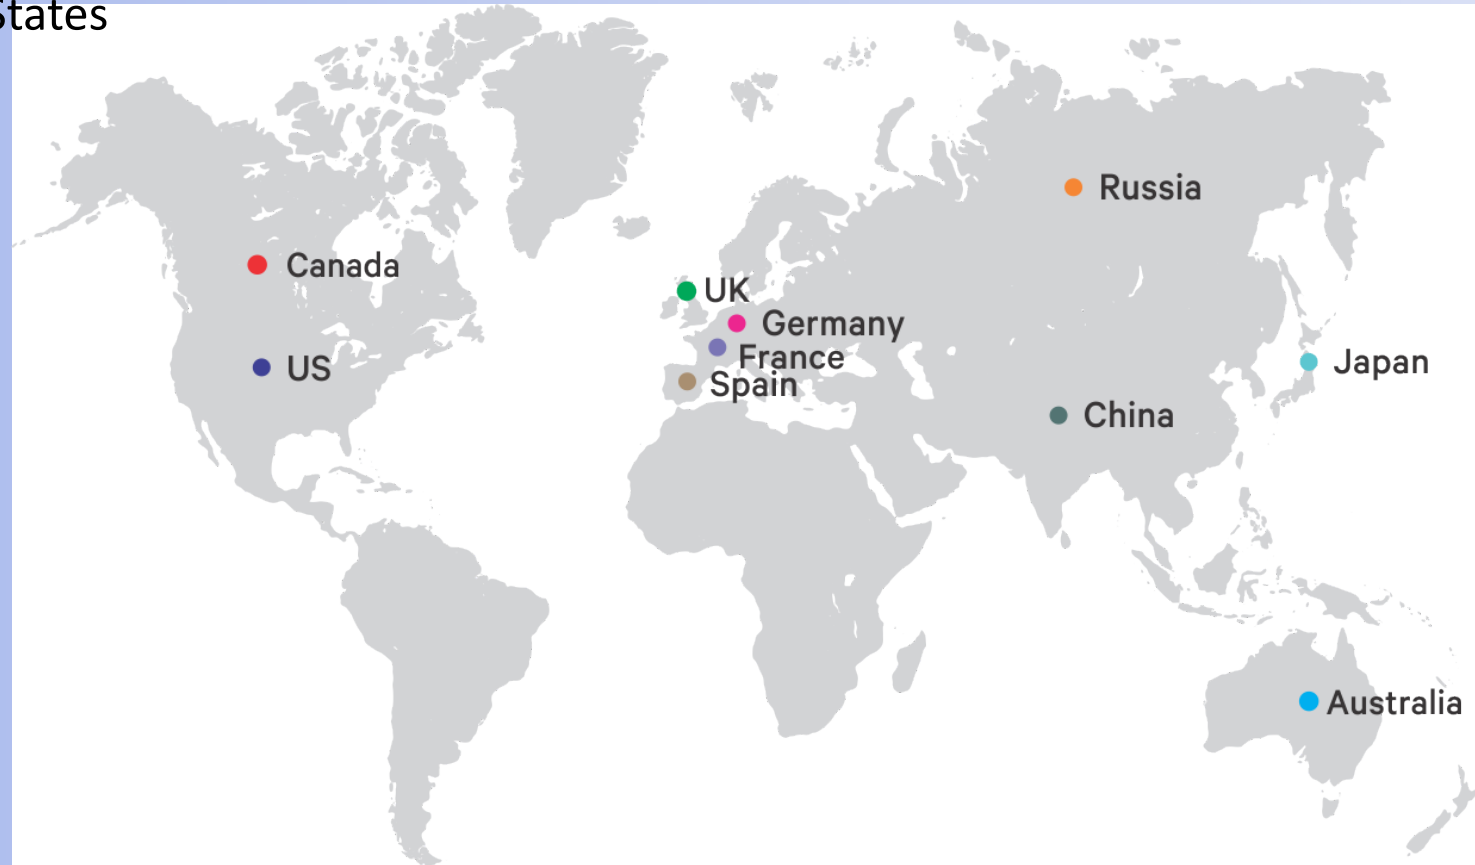 States
Russia
Canada
UK
Germany
France
Japan
US
Spain
China
Australia